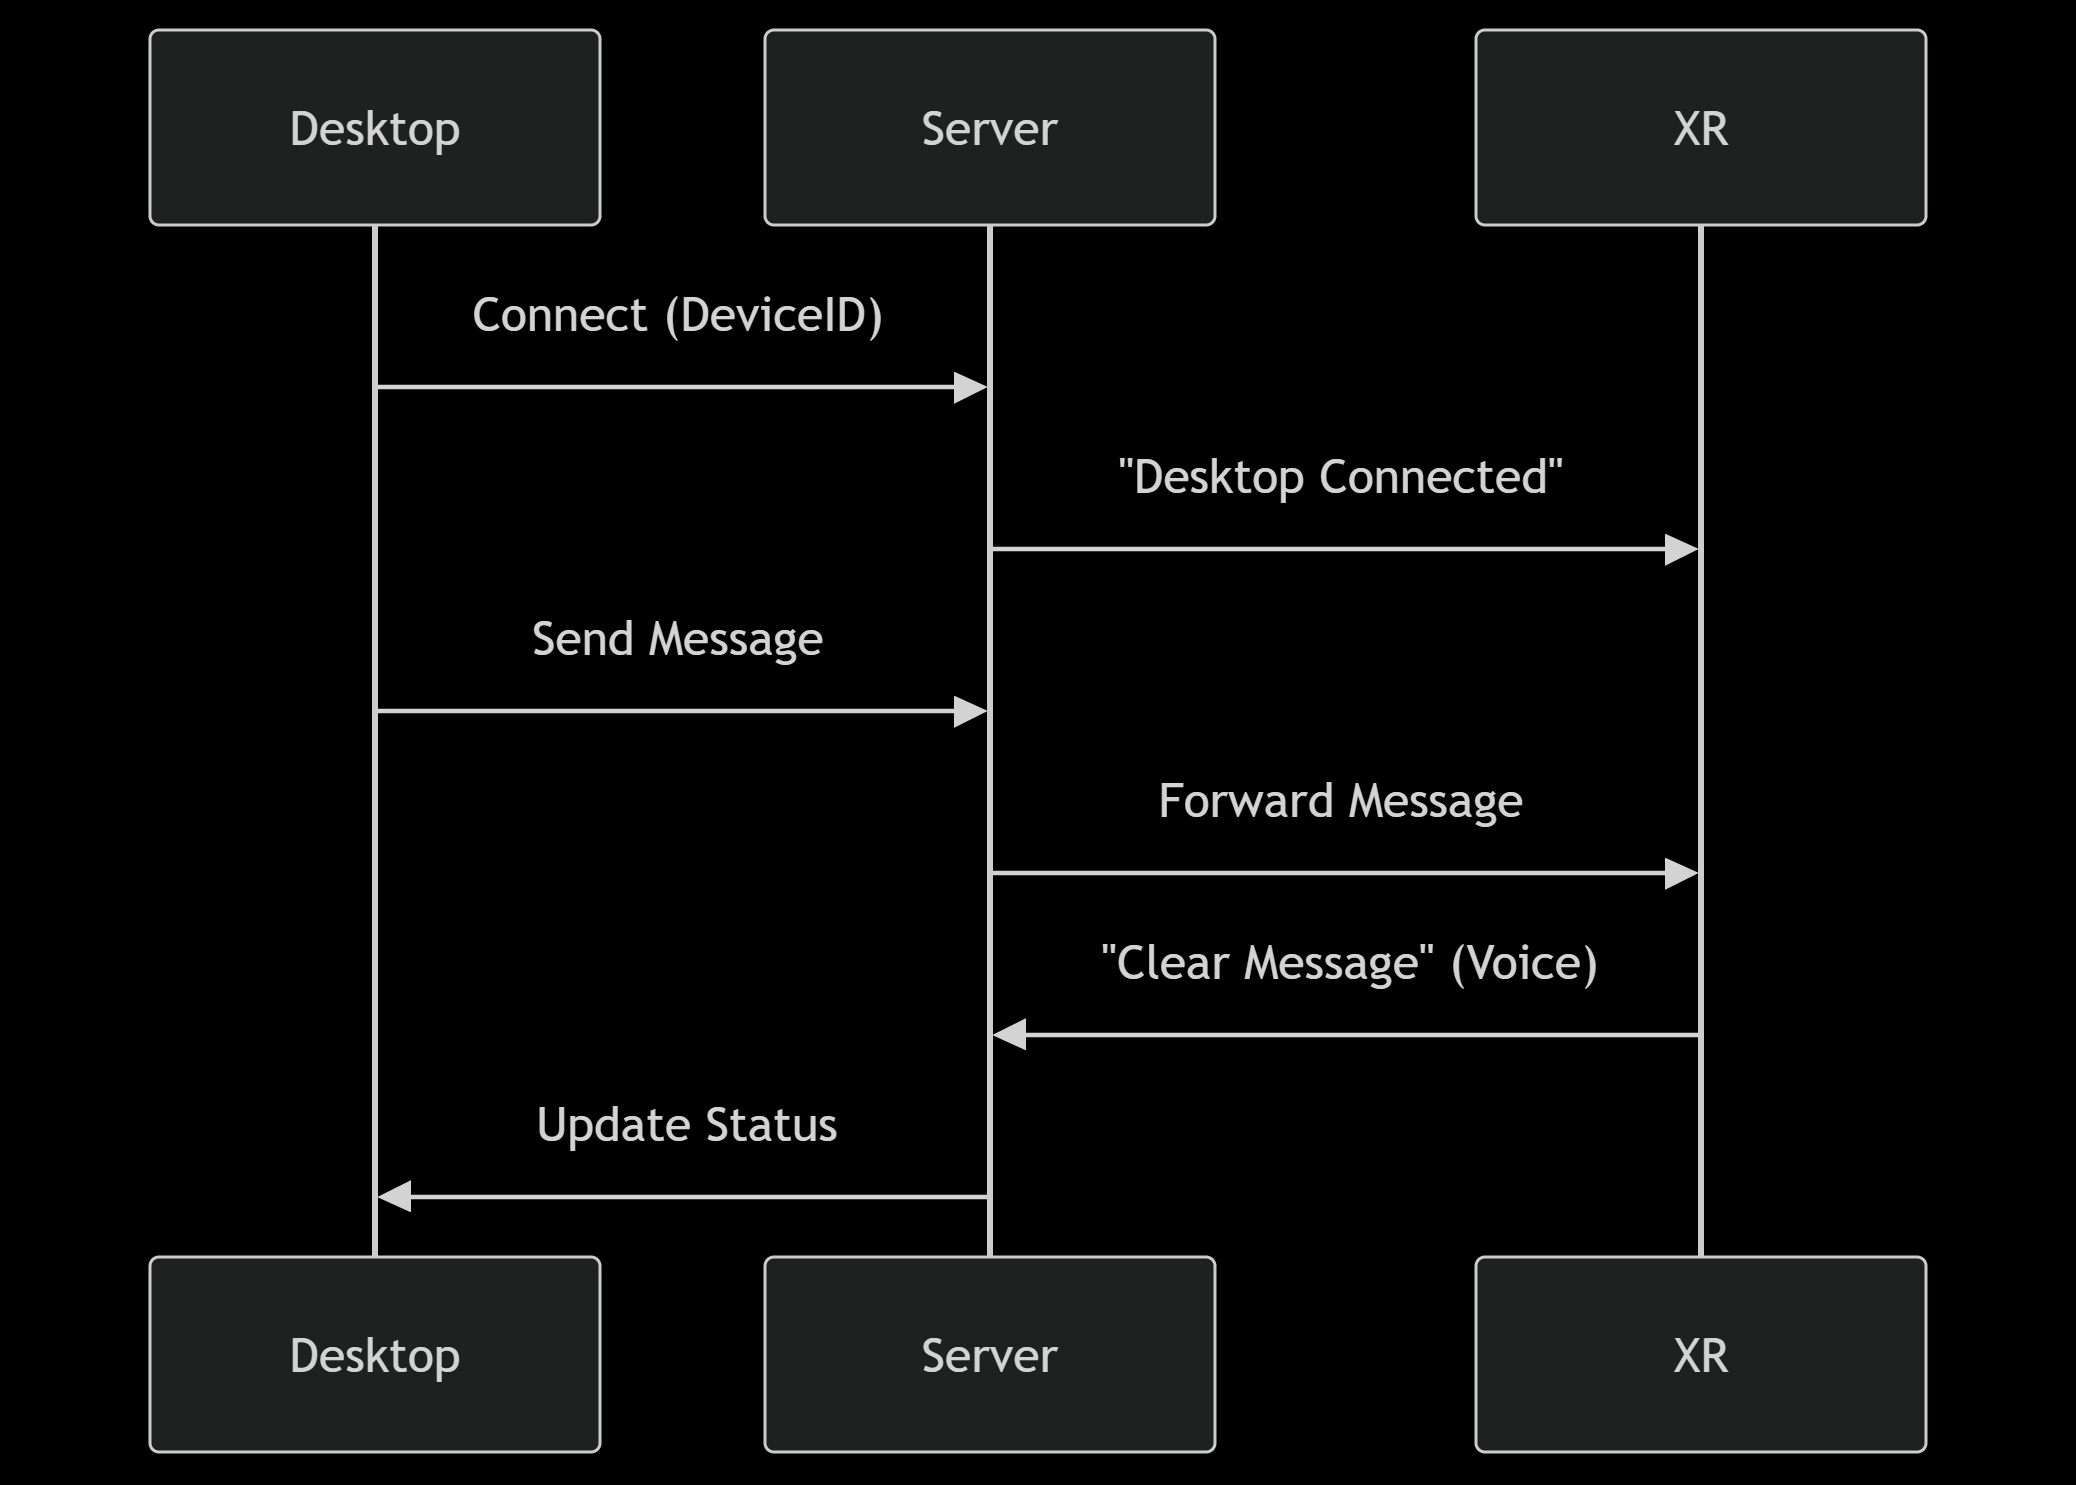 Desktop
Server
XR
Connect (DeviceID)
"Desktop Connected"
Send Message
Forward Message
"Clear Message" (Voice)
Update Status
Desktop
Server
XR